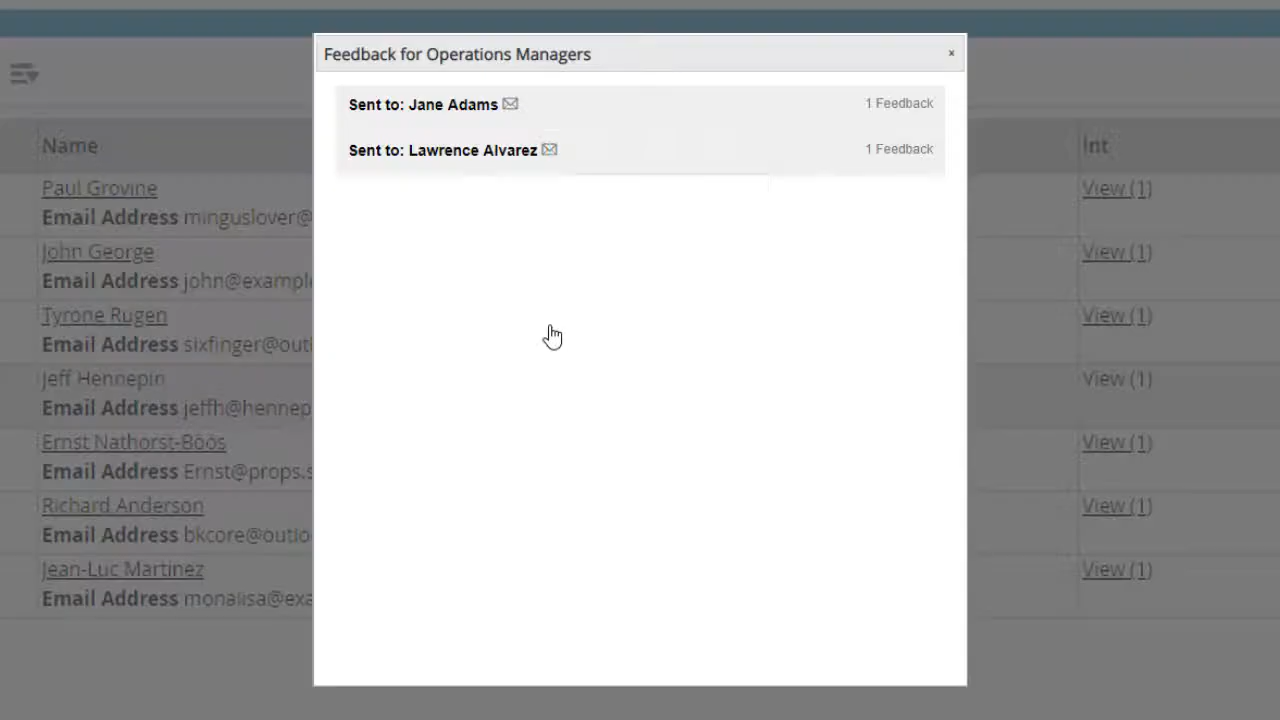 Feedback for Operations Managers ×
Sent to: Jane Adams 1 Feedback
Sent to: Lawrence Alvarez 1 Feedback
Name Int
Paul Grovine View (1)
Email Address minguslover@
John George View (1)
Email Address john@exampl
Tyrone Rugen View (1)
Email Address sixfinger@outl
Jeff Hennepin View (1)
Email Address jeffh@hennep
Ernst Nathorst-Böös View (1)
Email Address Ernst@props.s
Richard Anderson View (1)
Email Address bkcore@outlo
Jean-Luc Martinez View (1)
Email Address monalisa@exa